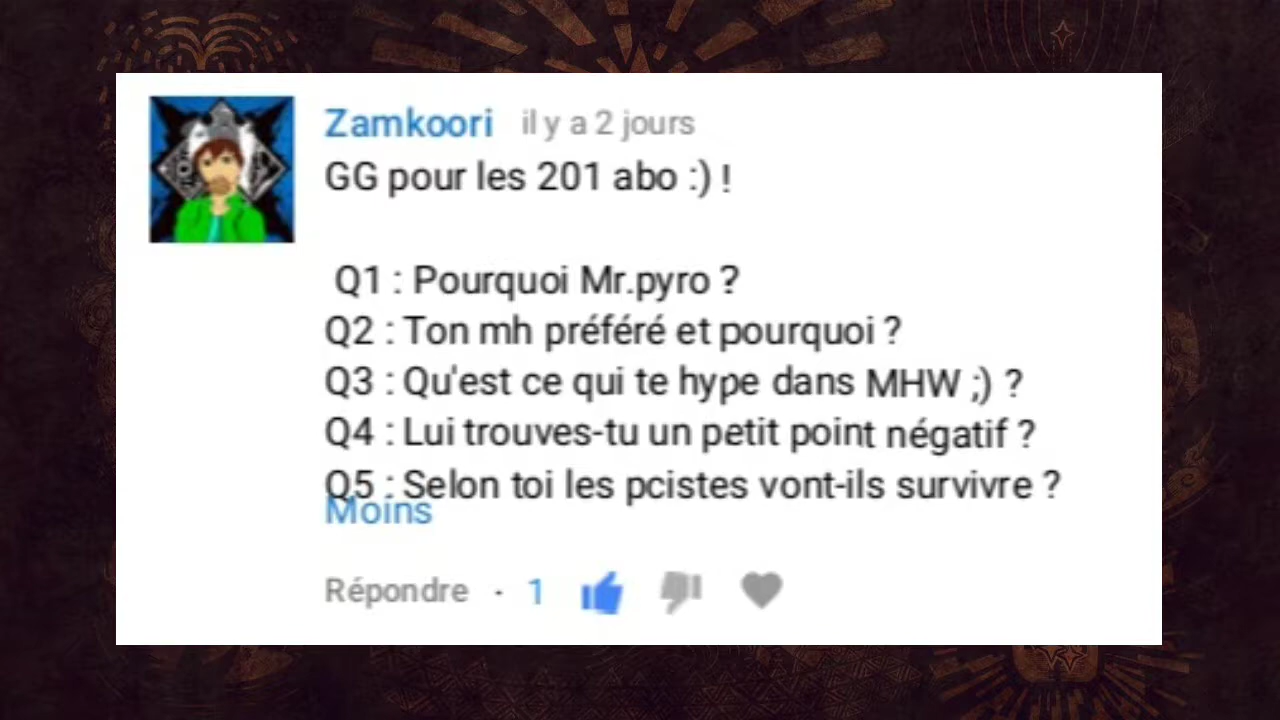 Zamkoori il y a 2 jours
GG pour les 201 abo :) !
Q1 : Pourquoi Mr.pyro ?
Q2 : Ton mh préféré et pourquoi ?
Q3 : Qu'est ce qui te hype dans MHW ;) ?
Q4 : Lui trouves-tu un petit point négatif ?
Q5 : Selon toi les pcistes vont-ils survivre ?
Moins
Répondre · 1